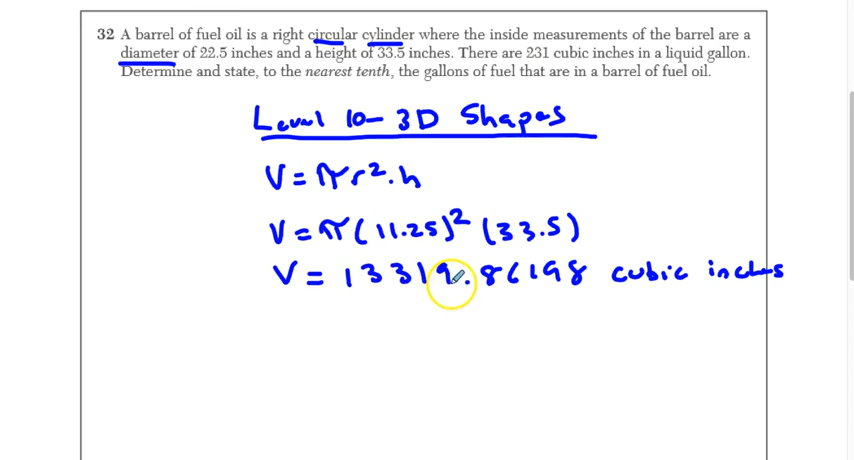 32 A barrel of fuel oil is a right circular cylinder where the inside measurements of the barrel are a
diameter of 22.5 inches and a height of 33.5 inches. There are 231 cubic inches in a liquid gallon.
Determine and state, to the nearest tenth, the gallons of fuel that are in a barrel of fuel oil.
Level 10- 3D Shapes
V = πr².h
V = π(11.25)² (33.5)
V = 13319.86198 cubic inches